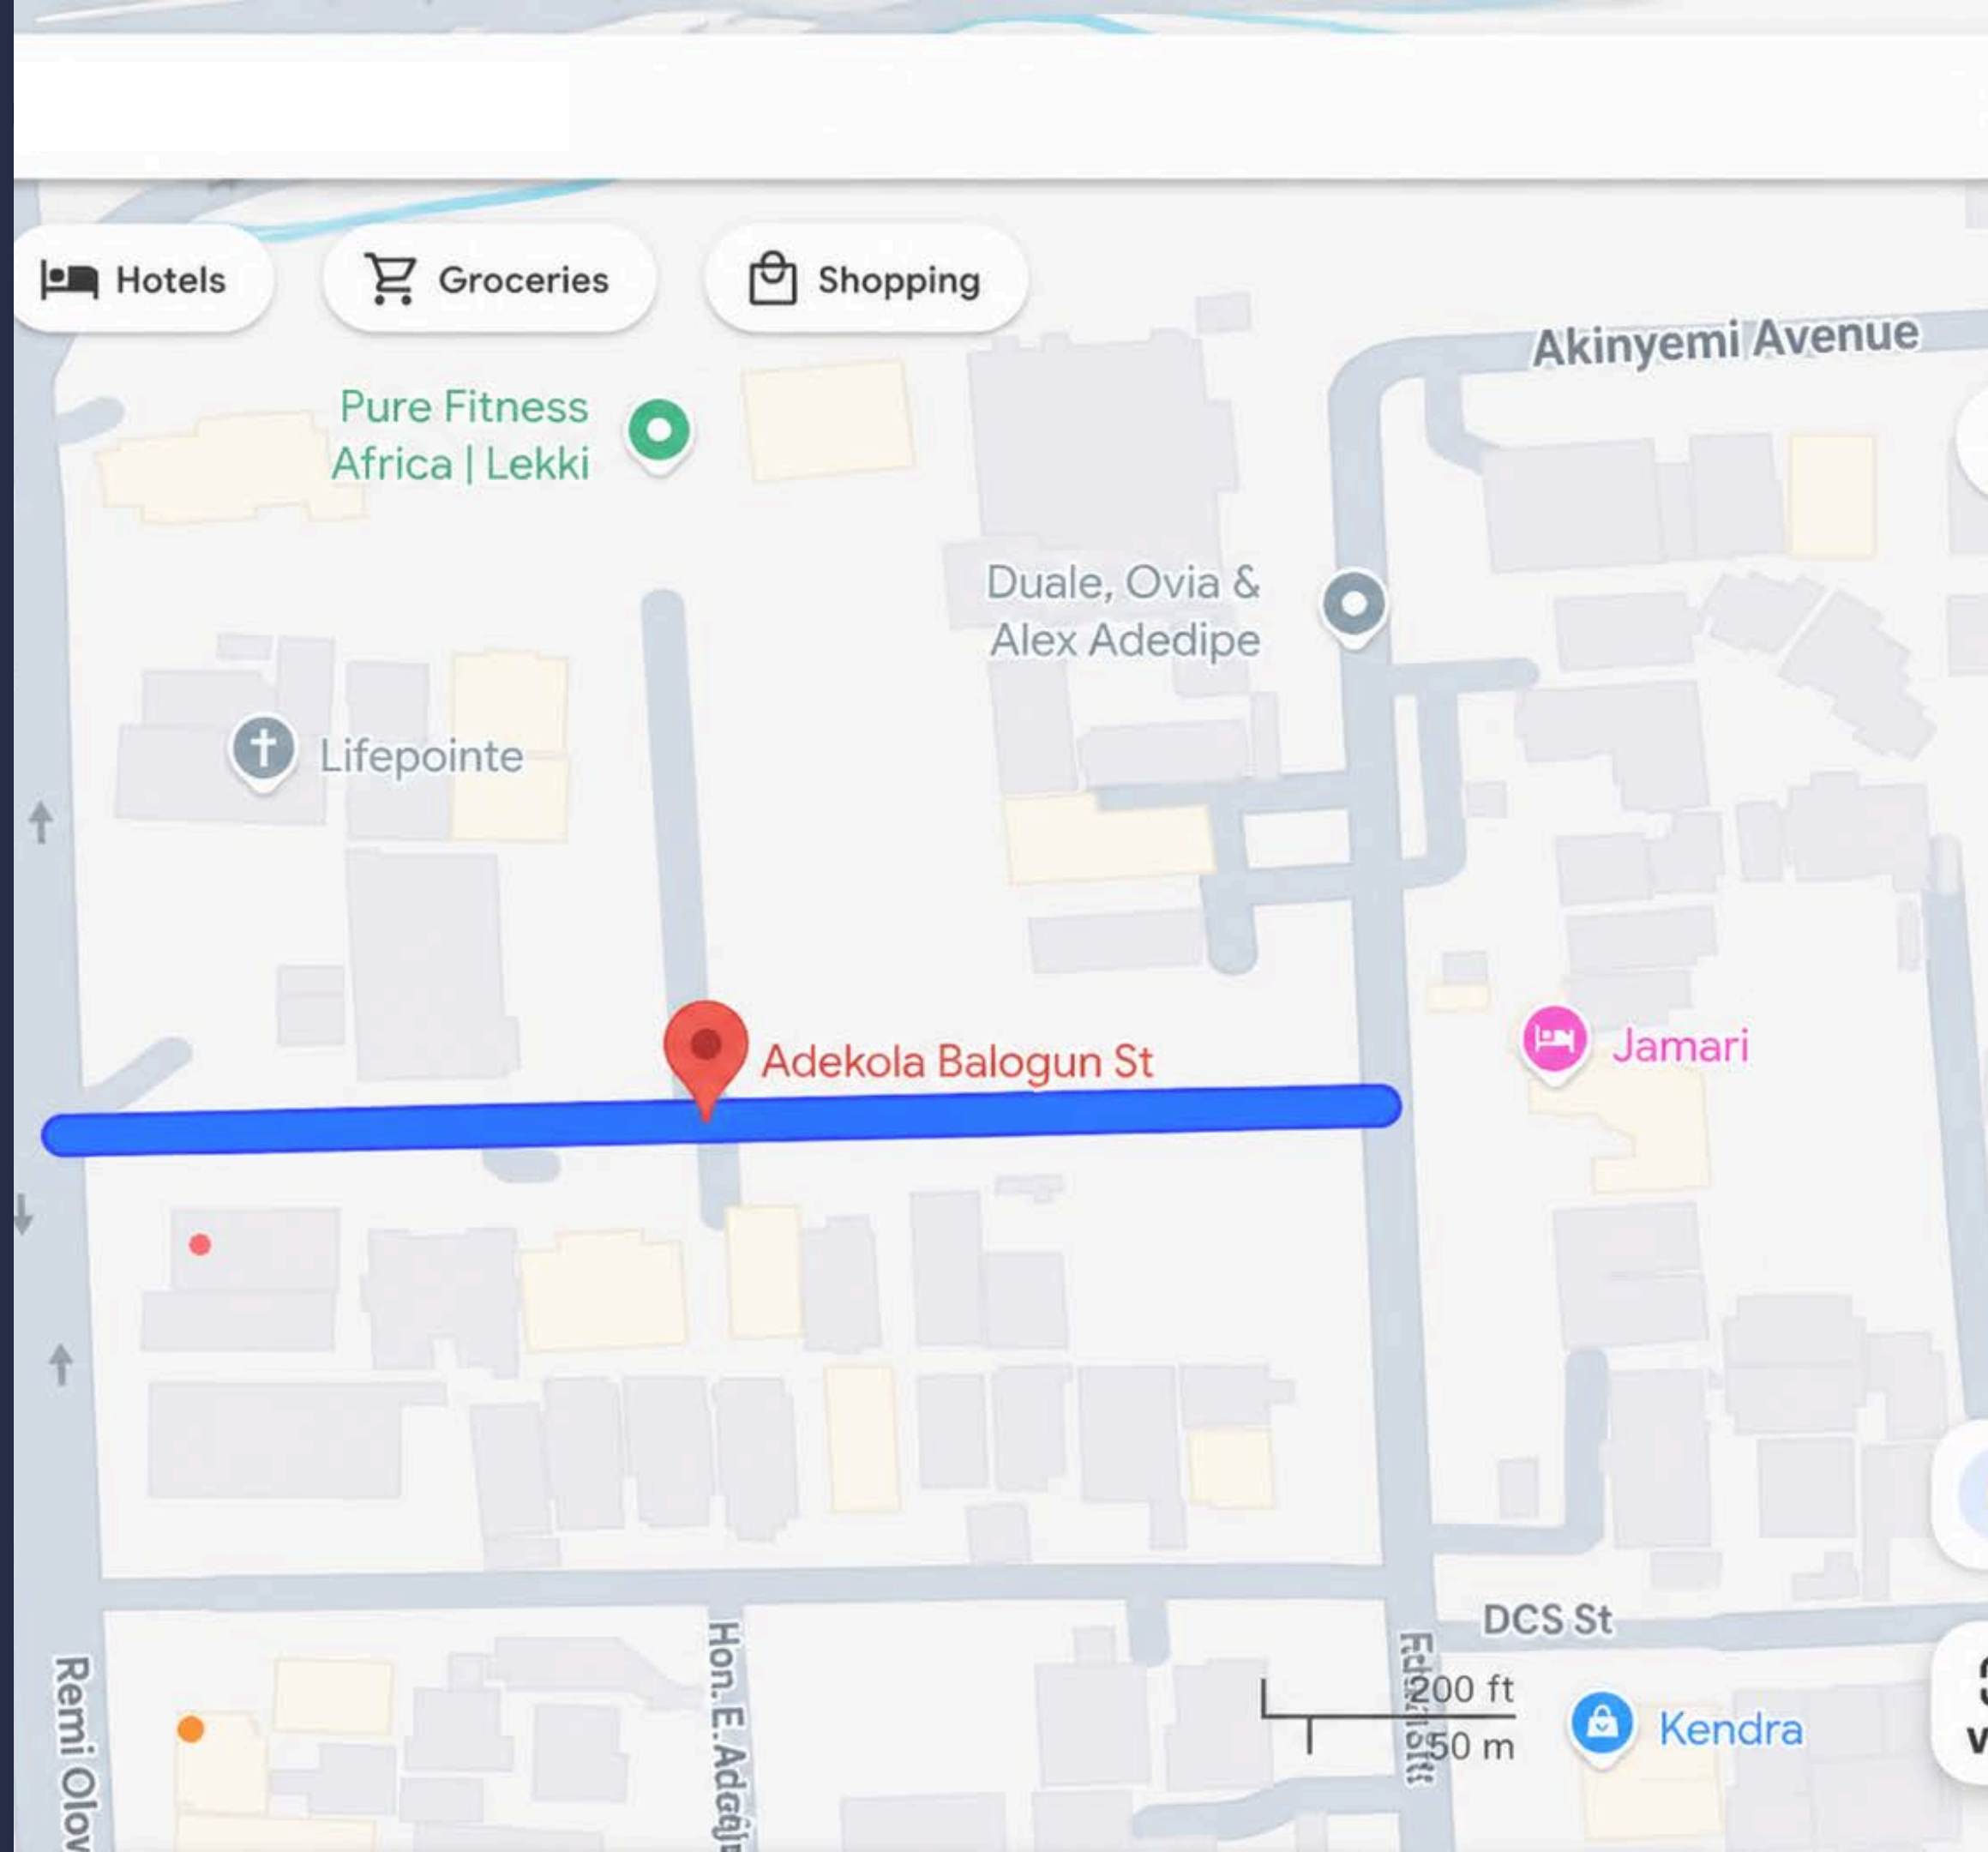 Hotels
Groceries
Shopping
Akinyemi Avenue
Pure Fitness
Africa | Lekki
Duale, Ovia &
Alex Adedipe
Lifepointe
Adekola Balogun St
Jamari
DCS St
Remi Olov
Hon. E.
200 ft
50 m
Kendra